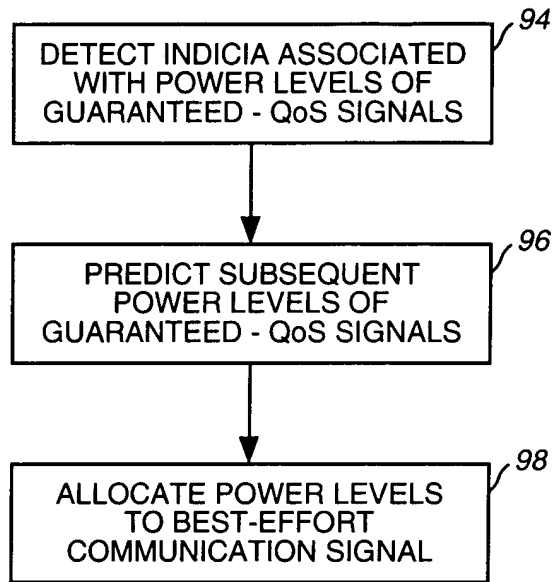 94
DETECT INDICIA ASSOCIATED
WITH POWER LEVELS OF
GUARANTEED - QoS SIGNALS
96
PREDICT SUBSEQUENT
POWER LEVELS OF
GUARANTEED - QoS SIGNALS
98
ALLOCATE POWER LEVELS
TO BEST-EFFORT
COMMUNICATION SIGNAL